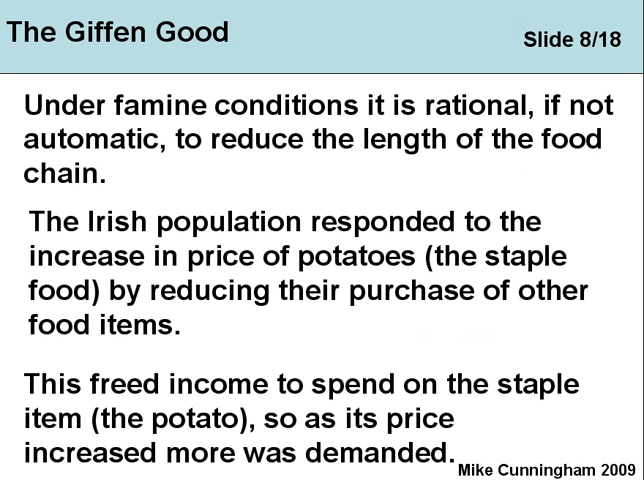 The Giffen Good
Slide 8/18
Under famine conditions it is rational, if not
automatic, to reduce the length of the food
chain.
The Irish population responded to the
increase in price of potatoes (the staple
food) by reducing their purchase of other
food items.
This freed income to spend on the staple
item (the potato), so as its price
increased more was demanded.
Mike Cunningham 2009